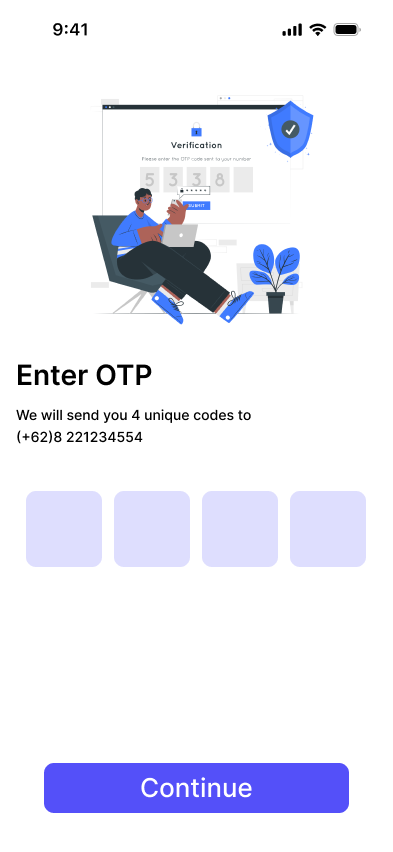 9:41
Verification
Please enter the OTP code sent to your number
5 3 3 8
SUBMIT
Enter OTP
We will send you 4 unique codes to
(+62)8 221234554
Continue